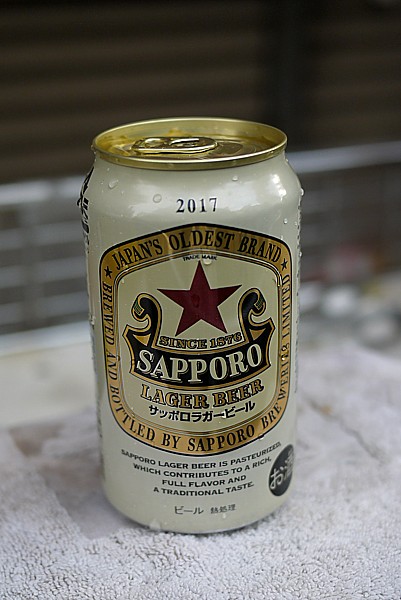 2017
JAPAN'S OLDEST BRAND
TRADE MARK
BREWED AND BOTTLED BY SAPPORO BREWERIES LIMITED
SINCE 1876
SAPPORO
LAGER BEER
サッポロラガービール
SAPPORO LAGER BEER IS PASTEURIZED,
WHICH CONTRIBUTES TO A RICH,
FULL FLAVOR AND
A TRADITIONAL TASTE.
お酒
ビール 熱処理